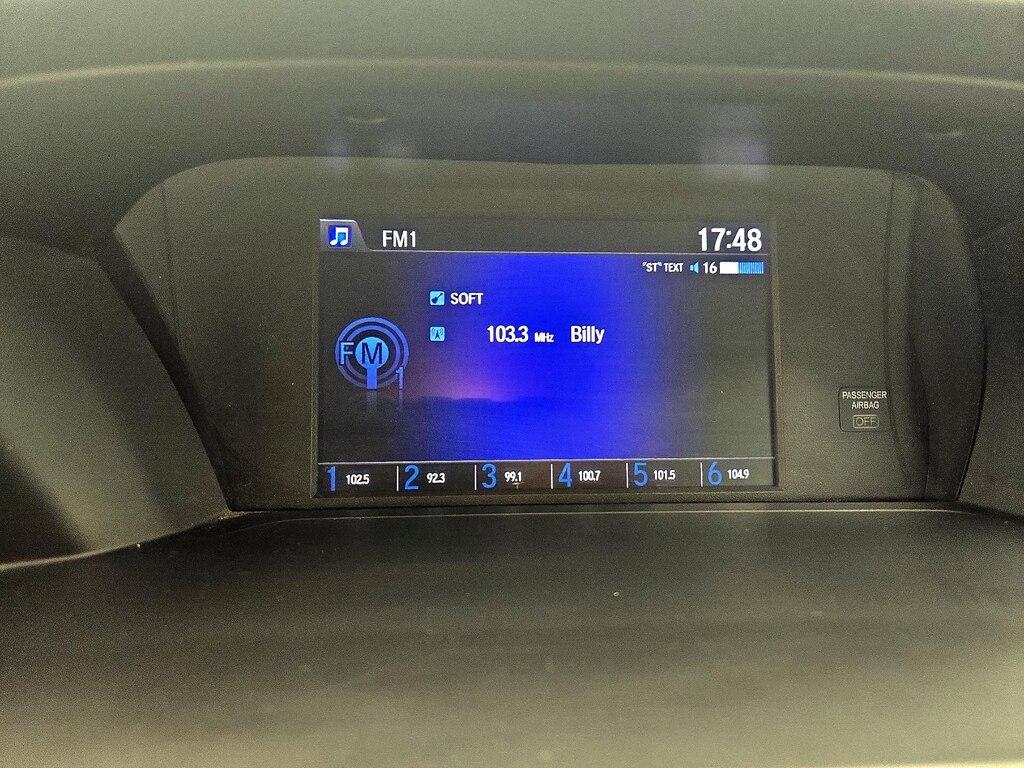 FM1 17:48
"ST" TEXT 16
SOFT
103.3 MHz Billy
FM 1
PASSENGER
AIRBAG
OFF
1 102.5 2 92.3 3 99.1 4 100.7 5 101.5 6 104.9